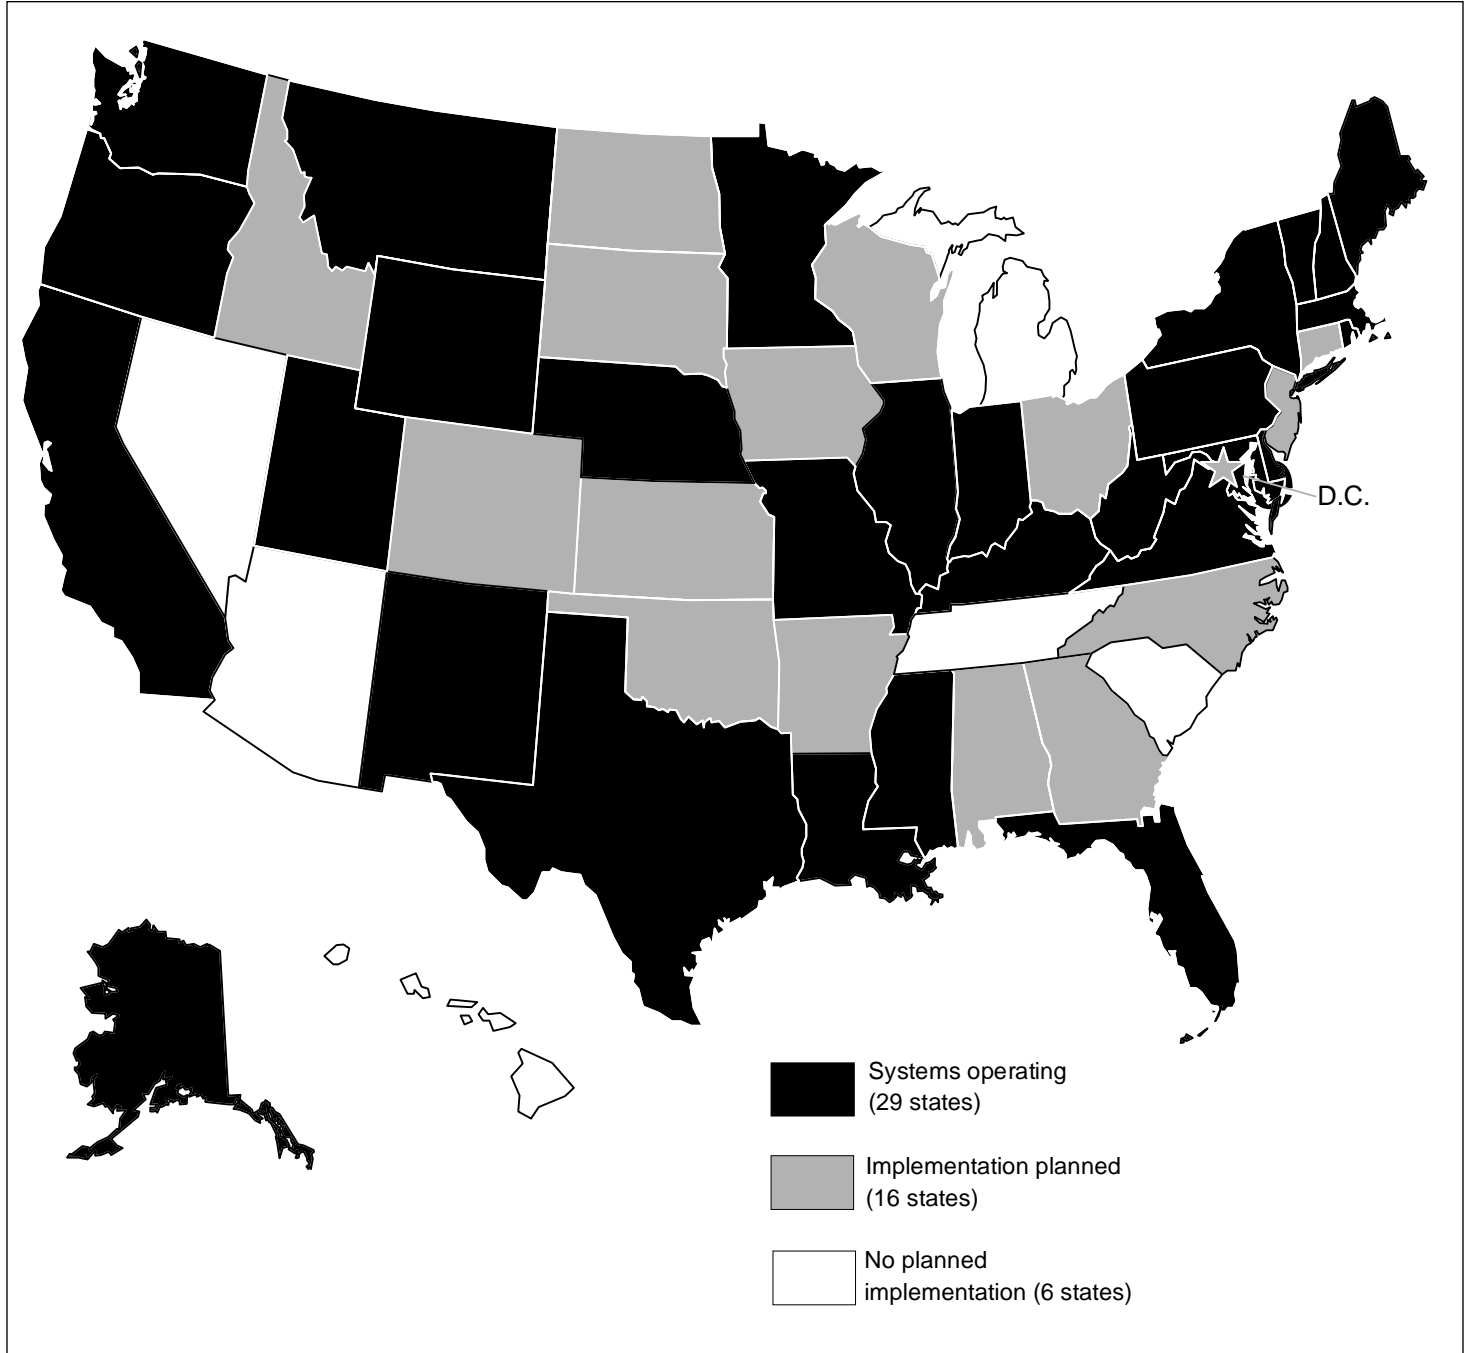 D.C.
Systems operating
(29 states)
Implementation planned
(16 states)
No planned
implementation (6 states)